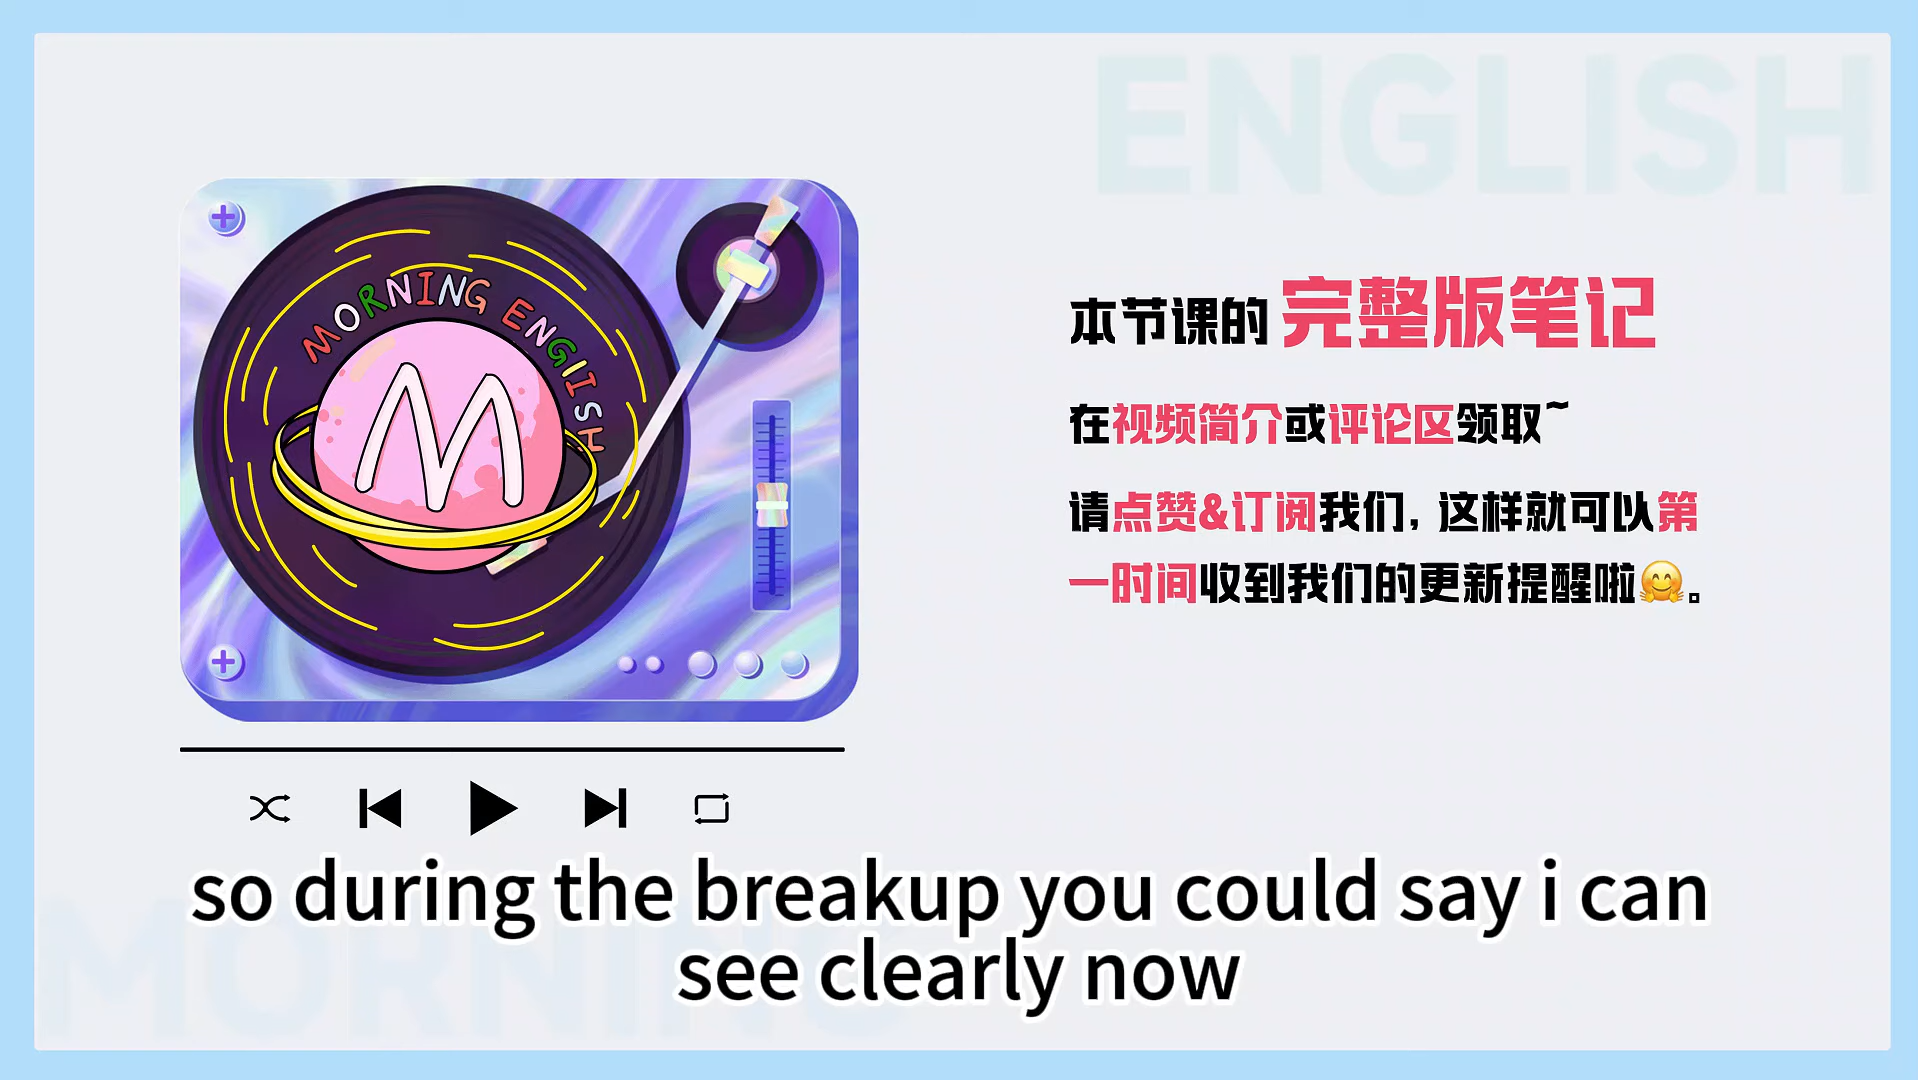 ENGLISH
MORNING ENGLISH
M
本节课的完整版笔记
在视频简介或评论区领取~
请点赞&订阅我们，这样就可以第
一时间收到我们的更新提醒啦🤗。
so during the breakup you could say i can
see clearly now
MORNING